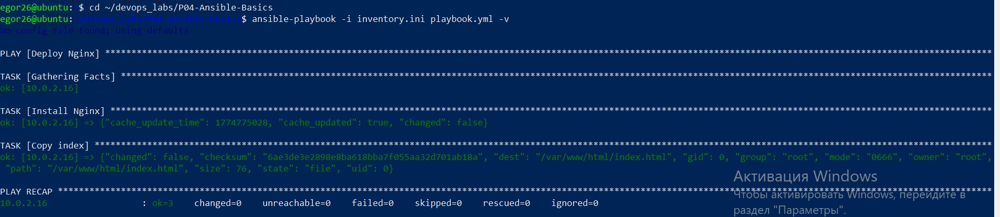 egor26@ubuntu:~$ cd ~/devops_labs/P04-Ansible-Basics
egor26@ubuntu:~/devops_labs/P04-Ansible-Basics$ ansible-playbook -i inventory.ini playbook.yml -v
No config file found; using defaults
PLAY [Deploy Nginx] *************************************************************************************************************************************************************************
TASK [Gathering Facts] **********************************************************************************************************************************************************************
ok: [10.0.2.16]
TASK [Install Nginx] ************************************************************************************************************************************************************************
ok: [10.0.2.16] => {"cache_update_time": 1774775028, "cache_updated": true, "changed": false}
TASK [Copy index] ***************************************************************************************************************************************************************************
ok: [10.0.2.16] => {"changed": false, "checksum": "6ae3de3e2898e8ba618bba7f055aa32d701ab18a", "dest": "/var/www/html/index.html", "gid": 0, "group": "root", "mode": "0666", "owner": "root",
"path": "/var/www/html/index.html", "size": 76, "state": "file", "uid": 0}
PLAY RECAP **********************************************************************************************************************************************************************************
10.0.2.16 : ok=3 changed=0 unreachable=0 failed=0 skipped=0 rescued=0 ignored=0
Активация Windows
Чтобы активировать Windows, перейдите в
раздел "Параметры".